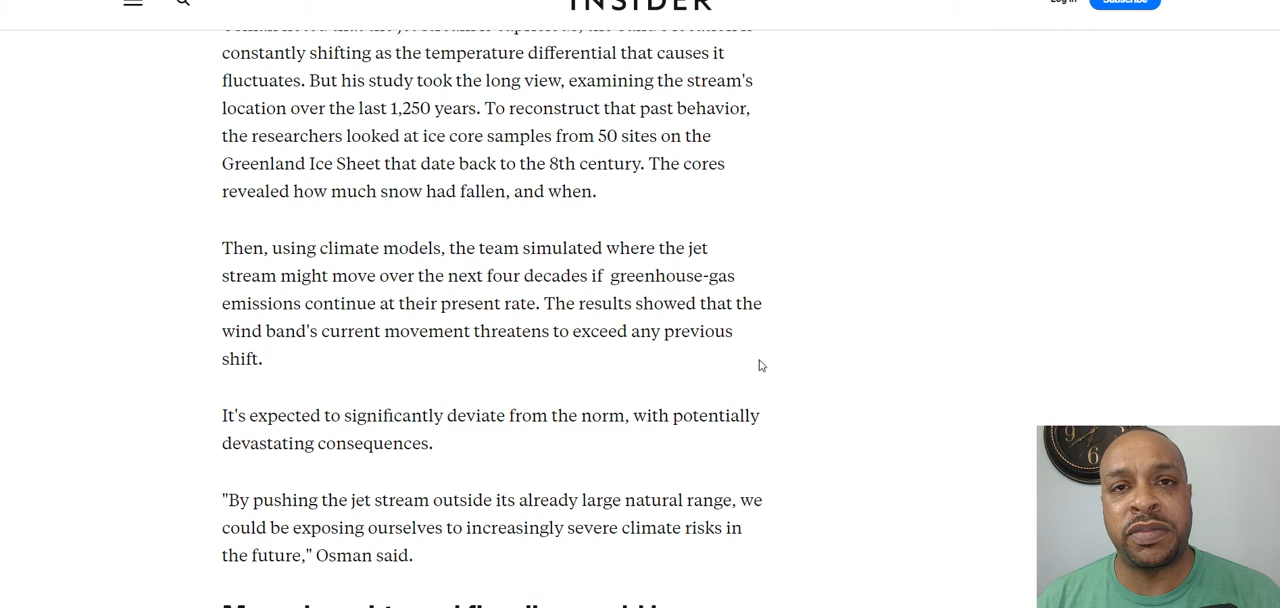 INSIDER
Log in
Subscribe
constantly shifting as the temperature differential that causes it
fluctuates. But his study took the long view, examining the stream's
location over the last 1,250 years. To reconstruct that past behavior,
the researchers looked at ice core samples from 50 sites on the
Greenland Ice Sheet that date back to the 8th century. The cores
revealed how much snow had fallen, and when.
Then, using climate models, the team simulated where the jet
stream might move over the next four decades if greenhouse-gas
emissions continue at their present rate. The results showed that the
wind band's current movement threatens to exceed any previous
shift.
It's expected to significantly deviate from the norm, with potentially
devastating consequences.
"By pushing the jet stream outside its already large natural range, we
could be exposing ourselves to increasingly severe climate risks in
the future," Osman said.
9
6